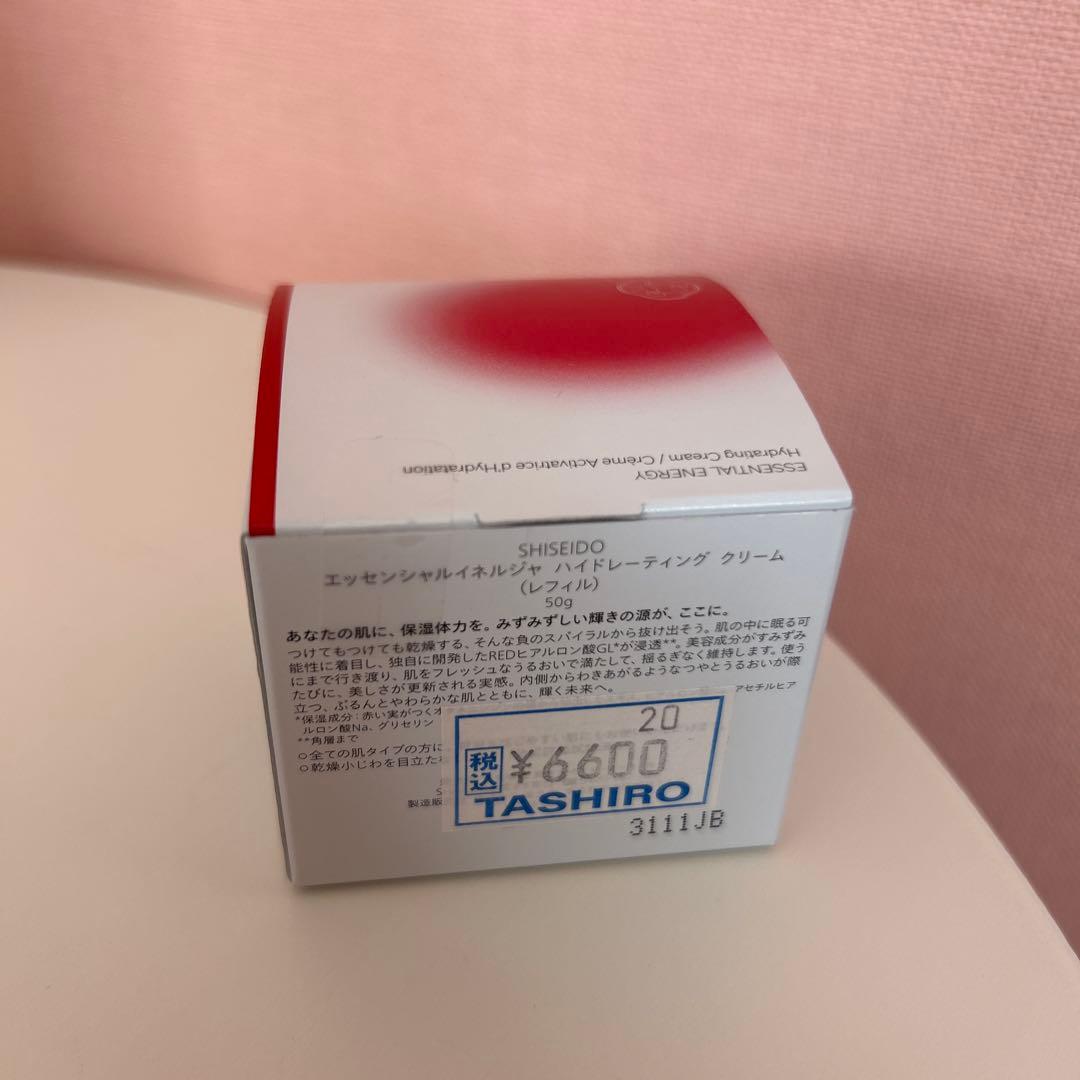 ESSENTIAL ENERGY
Hydrating Cream / Crème Activatrice d'Hydratation
SHISEIDO
エッセンシャルイネルジャ ハイドレーティング クリーム
(レフィル)
50g
あなたの肌に、保湿体力を。みずみずしい輝きの源が、ここに。
つけてもつけても乾燥する、そんな負のスパイラルから抜け出そう。肌の中に眠る可
能性に着目し、独自に開発したREDヒアルロン酸GL*が浸透**。美容成分がすみずみ
にまで行き渡り、肌をフレッシュなうるおいで満たして、揺るぎなく維持します。使う
たびに、美しさが更新される実感。内側からわきあがるようなつやとうるおいが際
立つ、ぷるんとやわらかな肌とともに、輝く未来へ。
*保湿成分:赤い実がつくオ
アセチルヒア
ルロン酸Na、グリセリン
**角層まで
○全ての肌タイプの方に
○乾燥小じわを目立た
製造販
20
税込 ¥6600
TASHIRO
3111JB